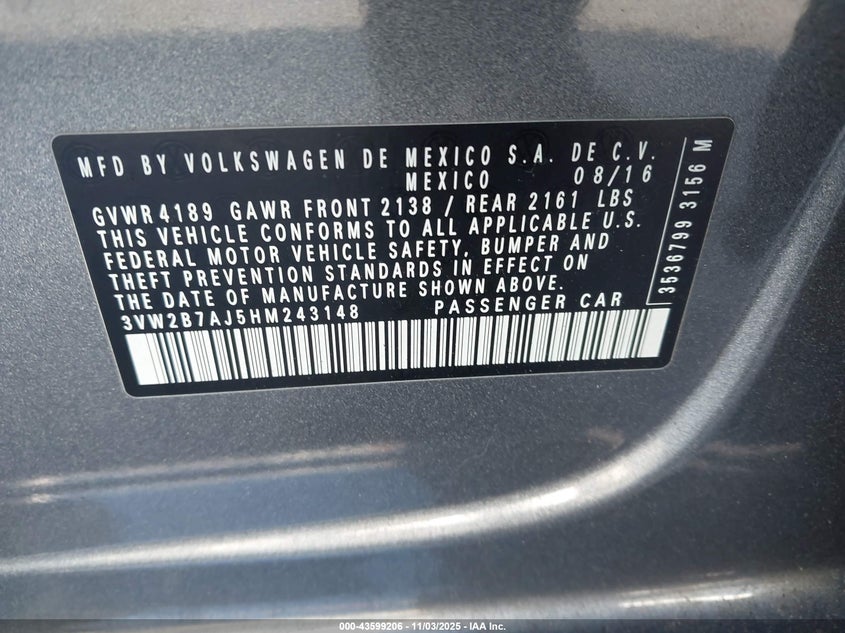 MFD BY VOLKSWAGEN DE MEXICO S.A. DE C.V.
MEXICO 08/16
GVWR 4189 GAWR FRONT 2138 / REAR 2161 LBS
THIS VEHICLE CONFORMS TO ALL APPLICABLE U.S.
FEDERAL MOTOR VEHICLE SAFETY, BUMPER AND
THEFT PREVENTION STANDARDS IN EFFECT ON
THE DATE OF MANUFACTURE SHOWN ABOVE.
3VW2B7AJ5HM243148 PASSENGER CAR
3536799 3156 M
000-43599206 - 11/03/2025 - IAA Inc.